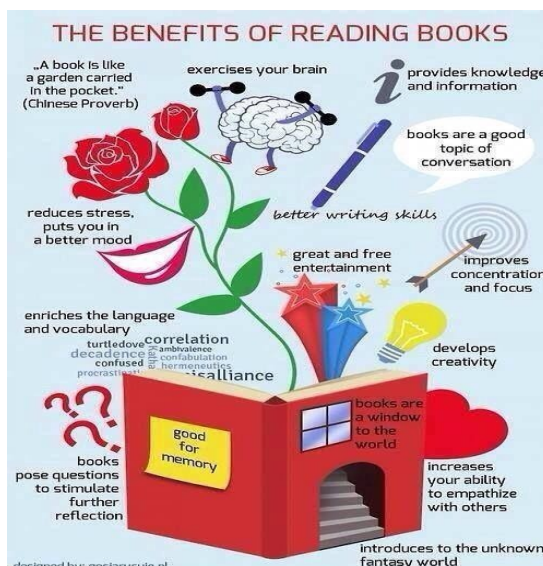 THE BENEFITS OF READING BOOKS
„A book is like
a garden carried
in the pocket.”
(Chinese Proverb)
exercises your brain
i
provides knowledge
and information
books are a good
topic of
conversation
reduces stress,
puts you in
a better mood
better writing skills
great and free
entertainment
improves
concentration
and focus
enriches the language
and vocabulary
correlation
turtledove
ambivalence
decadence
confabulation
confused
hermeneutics
develops
creativity
???
books
pose questions
to stimulate
further
reflection
good
for
memory
books are
a window
to the
world
increases
your ability
to empathize
with others
introduces to the unknown
fantasy world